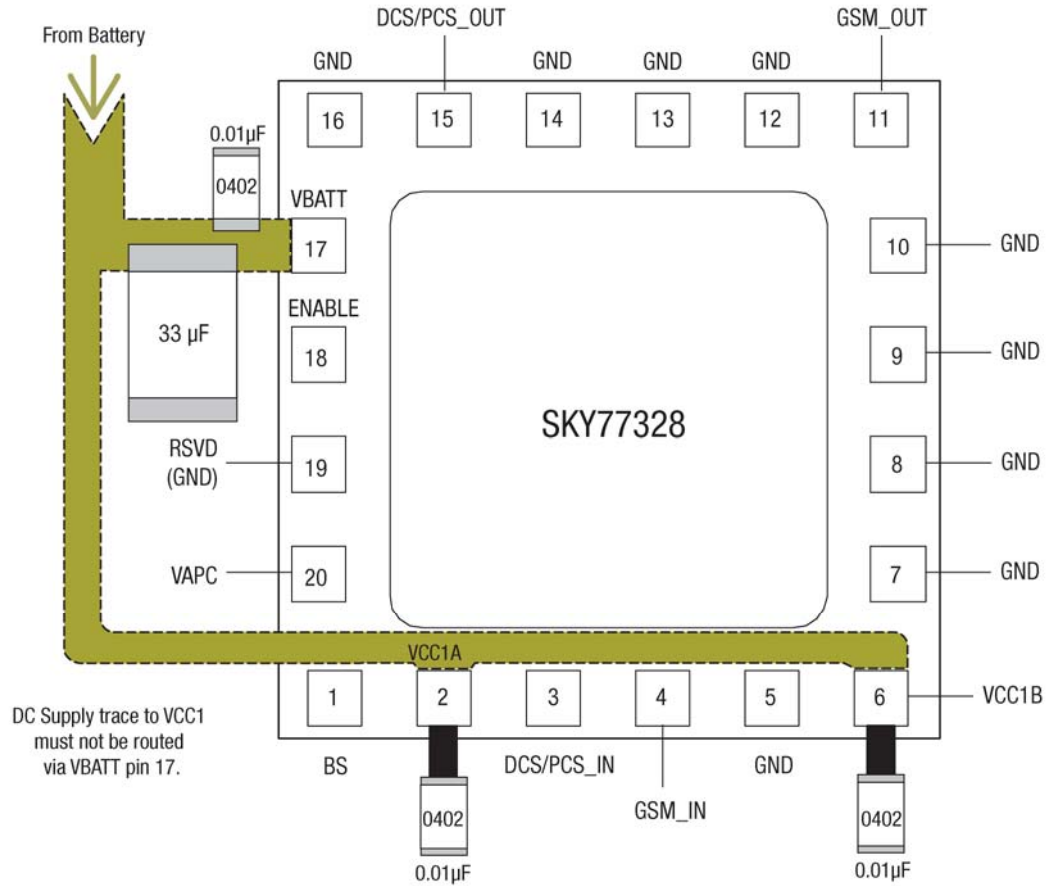 DCS/PCS_OUT
GSM_OUT
From Battery
GND
GND
GND
GND
16
15
14
13
12
11
0.01µF
0402
VBATT
17
10
GND
ENABLE
33 µF
18
9
GND
SKY77328
RSVD
(GND)
19
8
GND
VAPC
20
7
GND
VCC1A
1
2
3
4
5
6
VCC1B
DC Supply trace to VCC1
must not be routed
via VBATT pin 17.
BS
DCS/PCS_IN
GND
GSM_IN
0402
0402
0.01µF
0.01µF